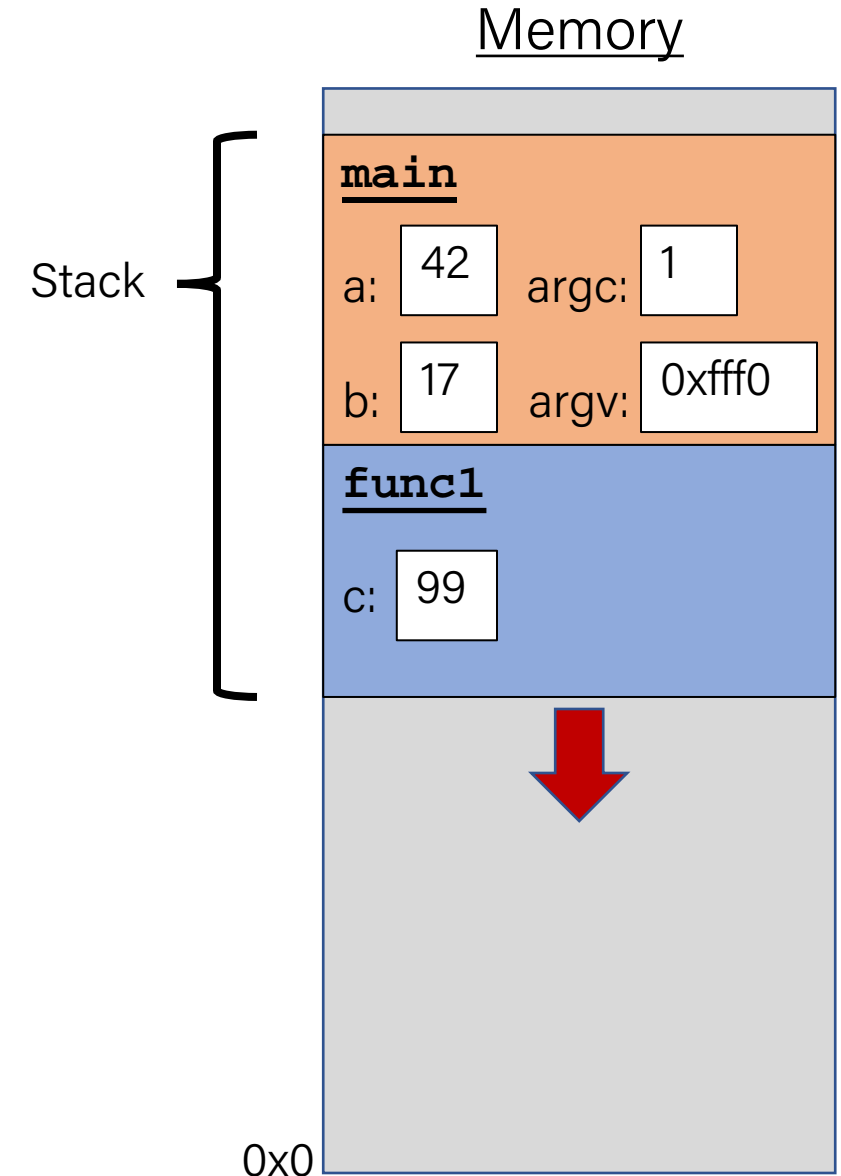 Memory
main
Stack
a: 42 argc: 1
b: 17 argv: 0xfff0
func1
c: 99
0x0